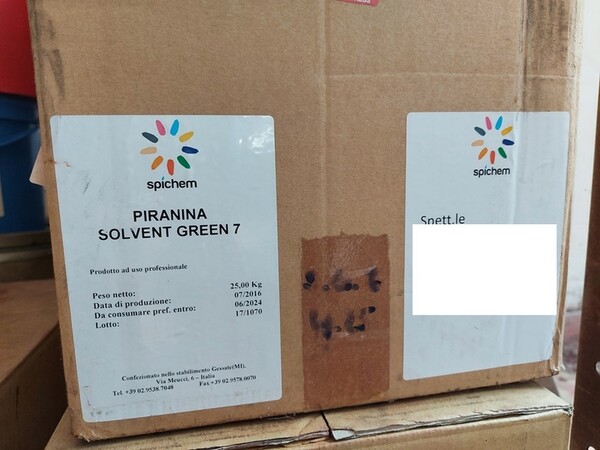 spichem
PIRANINA
SOLVENT GREEN 7
Prodotto ad uso professionale
Peso netto: 25,00 Kg
Data di produzione: 07/2016
Da consumare pref. entro: 06/2024
Lotto: 17/1070
Confezionato nello stabilimento Gessate(MI),
Via Meucci, 6 – Italia
Tel. +39 02.9538.7048 Fax +39 02.9578.0070
spichem
Spett.le